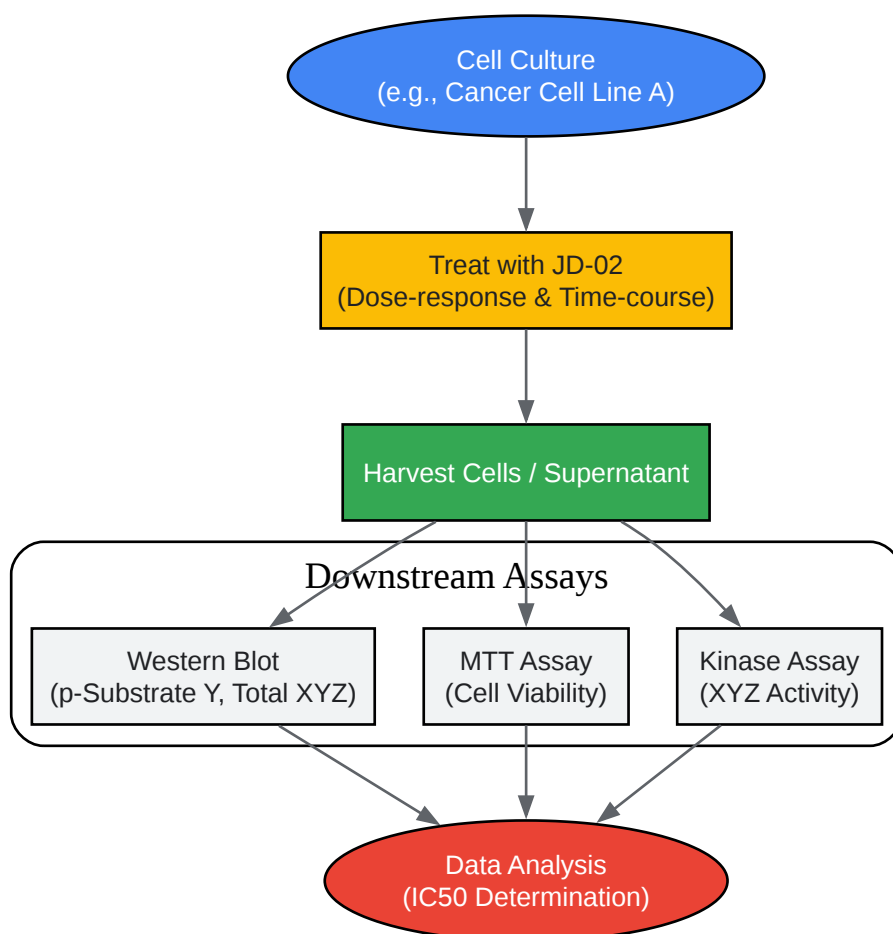 Cell Culture
(e.g., Cancer Cell Line A)
Treat with JD-02
(Dose-response & Time-course)
Harvest Cells / Supernatant
Downstream Assays
Western Blot
(p-Substrate Y, Total XYZ)
MTT Assay
(Cell Viability)
Kinase Assay
(XYZ Activity)
Data Analysis
(IC50 Determination)